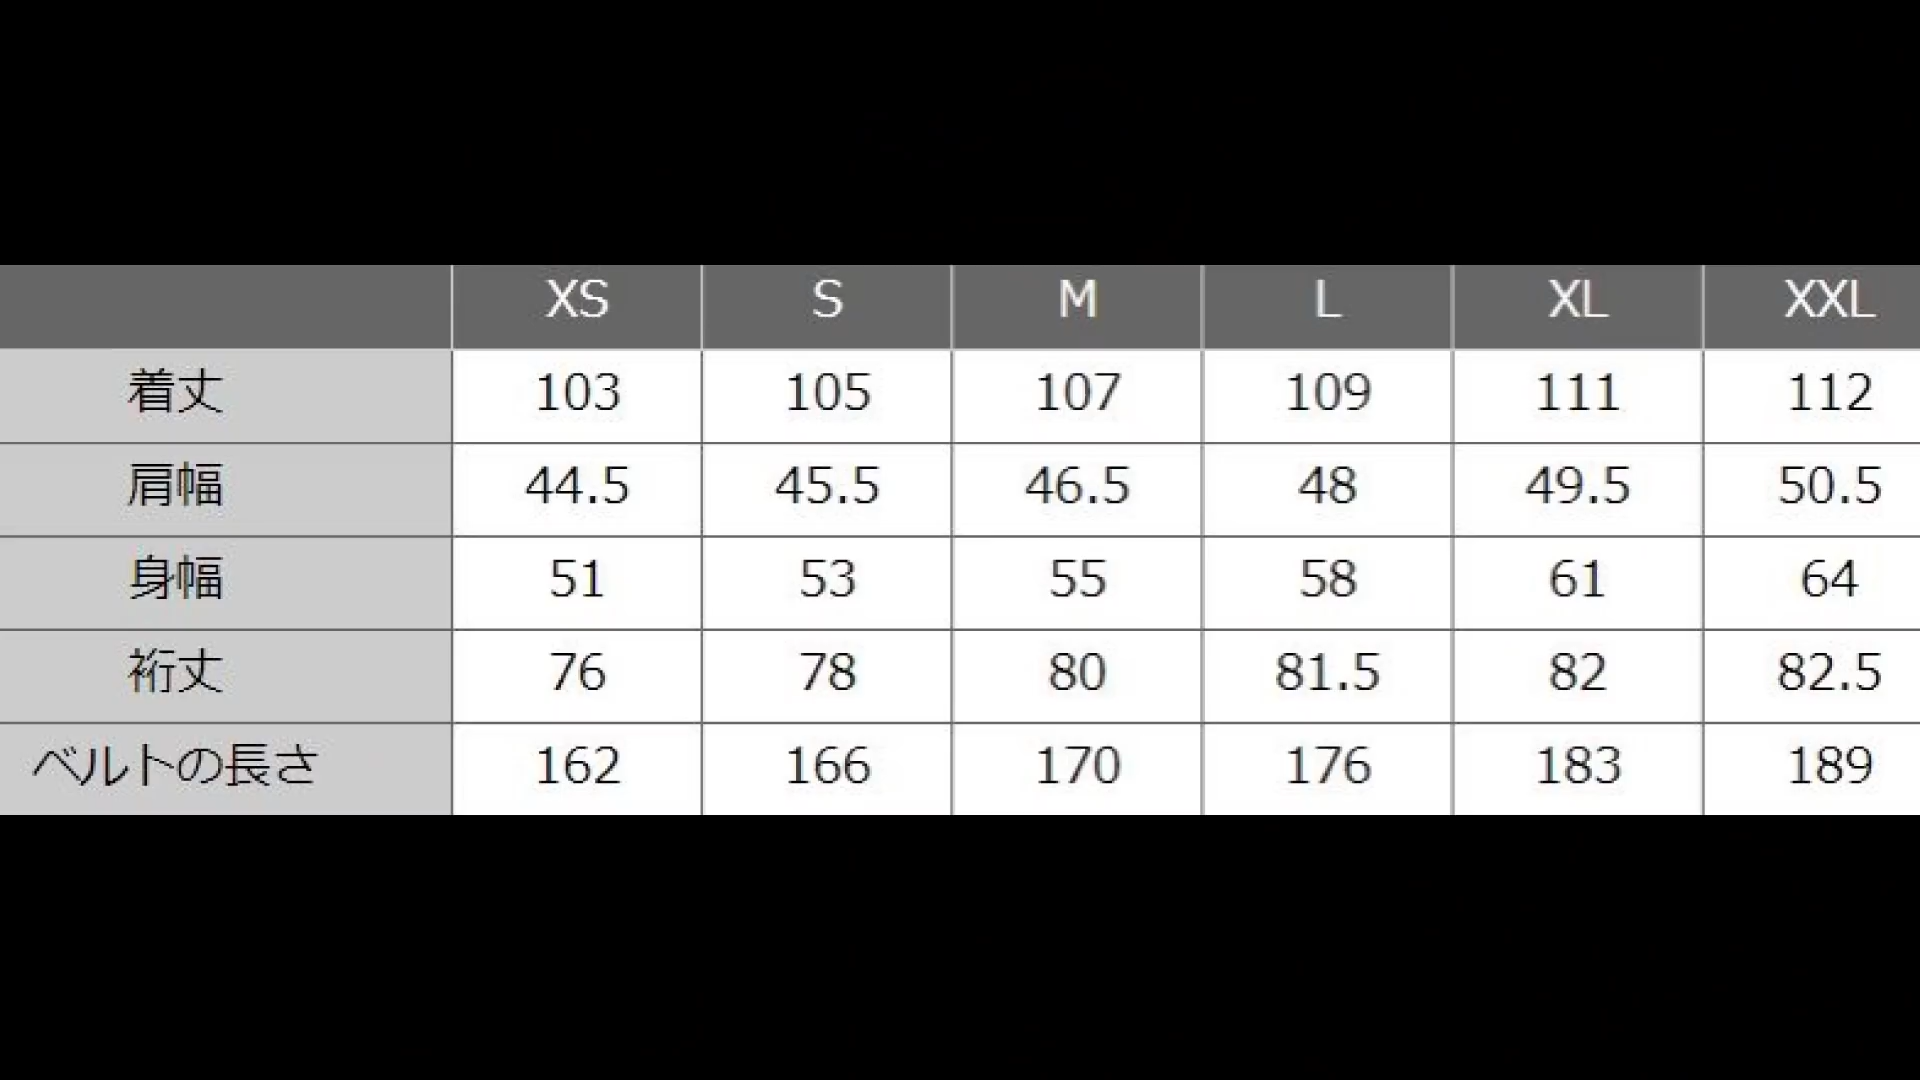 XS S M L XL XXL
着丈 103 105 107 109 111 112
肩幅 44.5 45.5 46.5 48 49.5 50.5
身幅 51 53 55 58 61 64
裄丈 76 78 80 81.5 82 82.5
ベルトの長さ 162 166 170 176 183 189